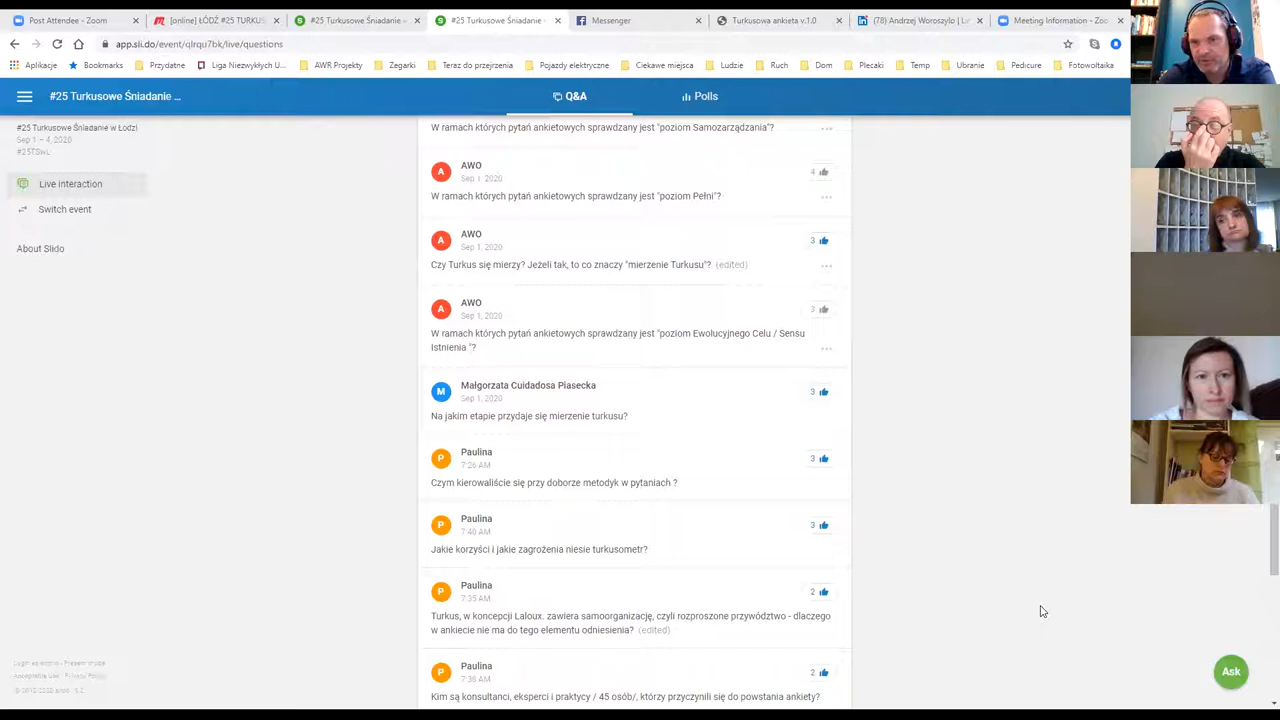 Post Attendee - Zoom
[online] ŁÓDŹ #25 TURKUS
#25 Turkusowe Śniadanie w
#25 Turkusowe Śniadanie -
Messenger
Turkusowa ankieta v.1.0
(78) Andrzej Woroszylo | Lin
Meeting Information - Zoo
app.sli.do/event/qlrqu7bk/live/questions
Aplikacje
Bookmarks
Przydatne
Liga Niezwykłych U...
AWR Projekty
Zegarki
Teraz do przejrzenia
Pojazdy elektryczne
Ciekawe miejsca
Ludzie
Ruch
Dom
Plecaki
Temp
Ubranie
Pedicure
Fotowoltaika
#25 Turkusowe Śniadanie ...
Q&A
Polls
#25 Turkusowe Śniadanie w Łodzi
Sep 1 – 4, 2020
#25TSwL
Live interaction
Switch event
About Slido
W ramach których pytań ankietowych sprawdzany jest "poziom Samozarządzania"?
A
AWO
Sep 1, 2020
4
W ramach których pytań ankietowych sprawdzany jest "poziom Pełni"?
A
AWO
Sep 1, 2020
3
Czy Turkus się mierzy? Jeżeli tak, to co znaczy "mierzenie Turkusu"? (edited)
A
AWO
Sep 1, 2020
3
W ramach których pytań ankietowych sprawdzany jest "poziom Ewolucyjnego Celu / Sensu
Istnienia "?
M
Małgorzata Cuidadosa Piasecka
Sep 1, 2020
3
Na jakim etapie przydaje się mierzenie turkusu?
P
Paulina
7:26 AM
3
Czym kierowaliście się przy doborze metodyk w pytaniach ?
P
Paulina
7:40 AM
3
Jakie korzyści i jakie zagrożenia niesie turkusometr?
P
Paulina
7:35 AM
2
Turkus, w koncepcji Laloux. zawiera samoorganizację, czyli rozproszone przywództwo - dlaczego
w ankiecie nie ma do tego elementu odniesienia? (edited)
P
Paulina
7:36 AM
2
Kim są konsultanci, eksperci i praktycy / 45 osób/, którzy przyczynili się do powstania ankiety?
Ask